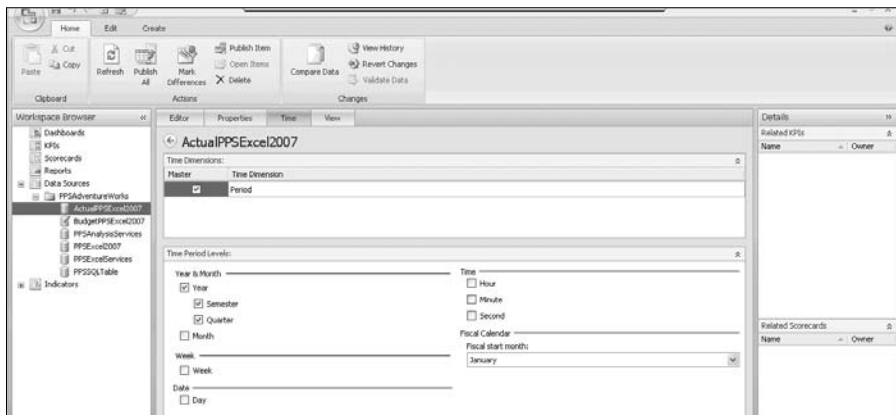 Home Edit Create
Paste
Cut
Copy
Clipboard
Refresh
Publish All
Mark Differences
Publish Item
Open Items
Delete
Actions
Compare Data
View History
Revert Changes
Validate Data
Changes
Workspace Browser
Dashboards
KPIs
Scorecards
Reports
Data Sources
PPSAdventureWorks
ActualPPSExcel2007
BudgetPPSExcel2007
PPSAnalysisServices
PPSExcel2007
PPSExcelServices
PPSSQLTable
Indicators
Editor Properties Time View
ActualPPSExcel2007
Time Dimensions:
Master Time Dimension
Period
Time Period Levels:
Year & Month
Year
Semester
Quarter
Month
Week
Week
Date
Day
Time
Hour
Minute
Second
Fiscal Calendar
Fiscal start month:
January
Details
Related KPIs
Name Owner
Related Scorecards
Name Owner